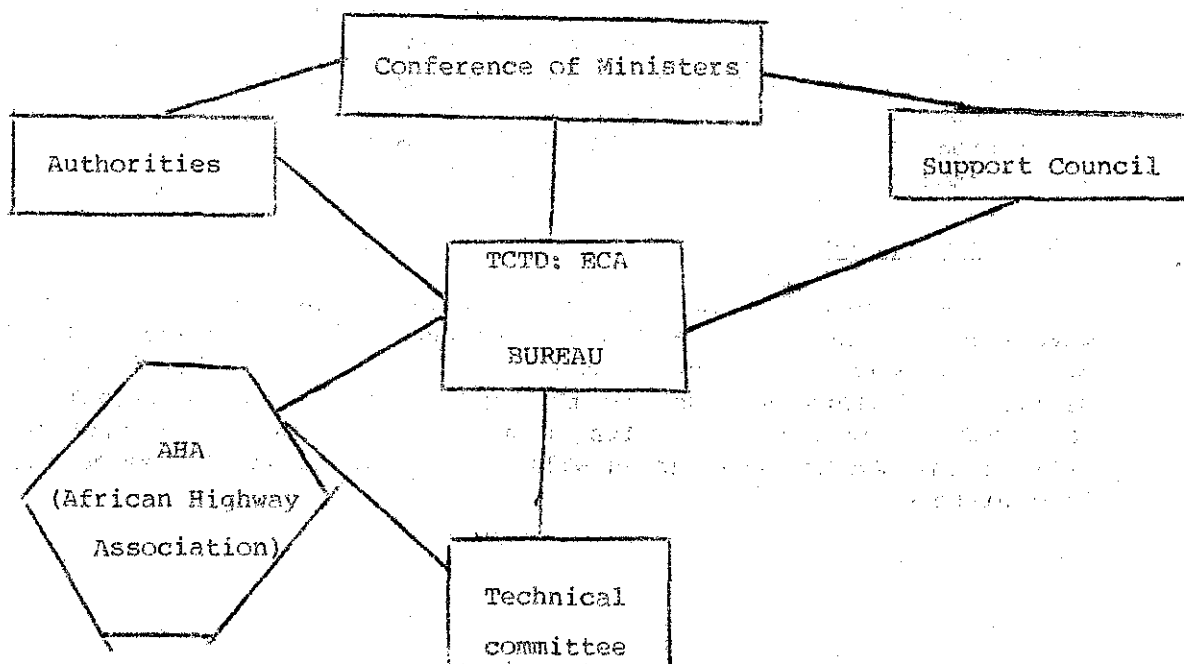 Conference of Ministers
Authorities
Support Council
TCTD: ECA
BUREAU
AHA
(African Highway
Association)
Technical
committee